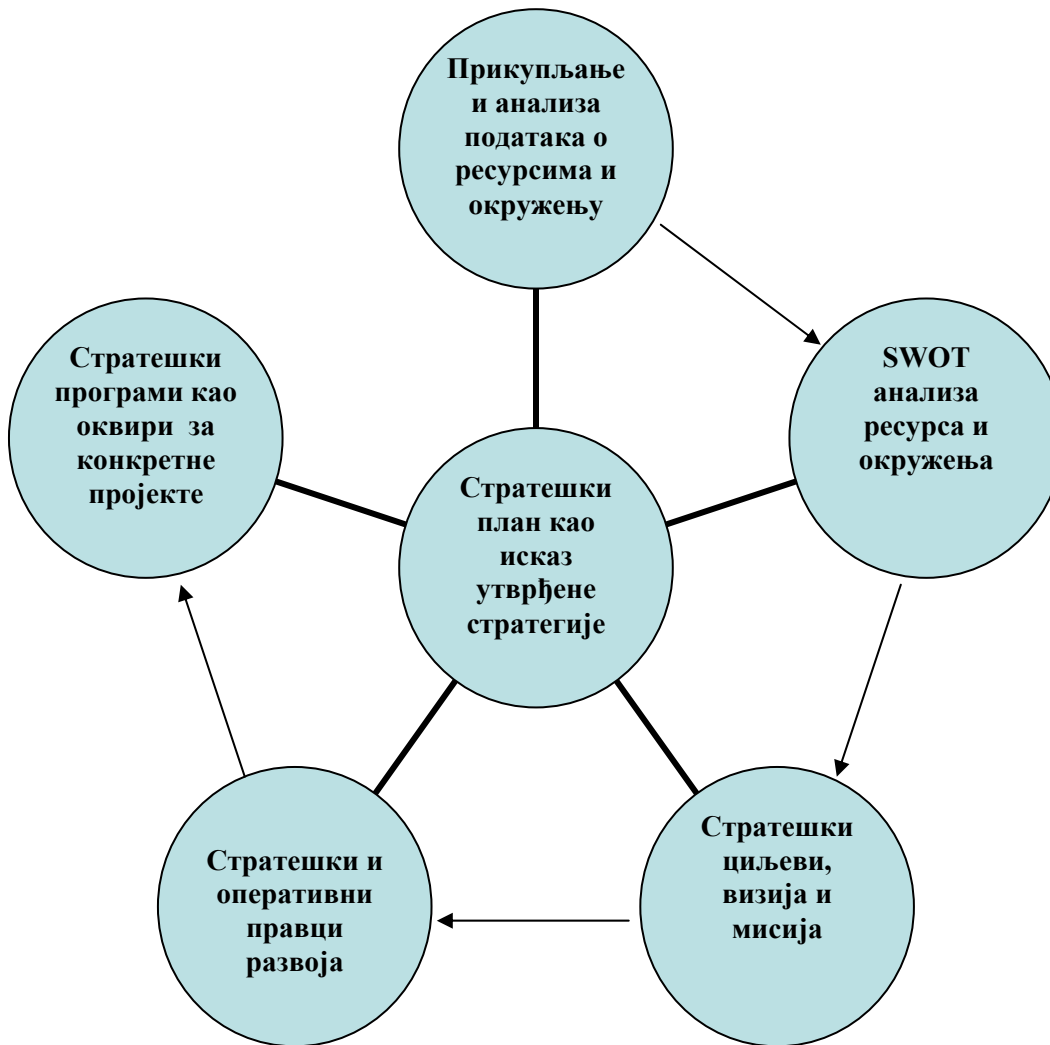 Прикупљање
и анализа
података о
ресурсима и
окружењу
SWOT
анализа
ресурса и
окружења
Стратешки
циљеви,
визија и
мисија
Стратешки и
оперативни
правци
развоја
Стратешки
програми као
оквири за
конкретне
пројекте
Стратешки
план као
исказ
утврђене
стратегије